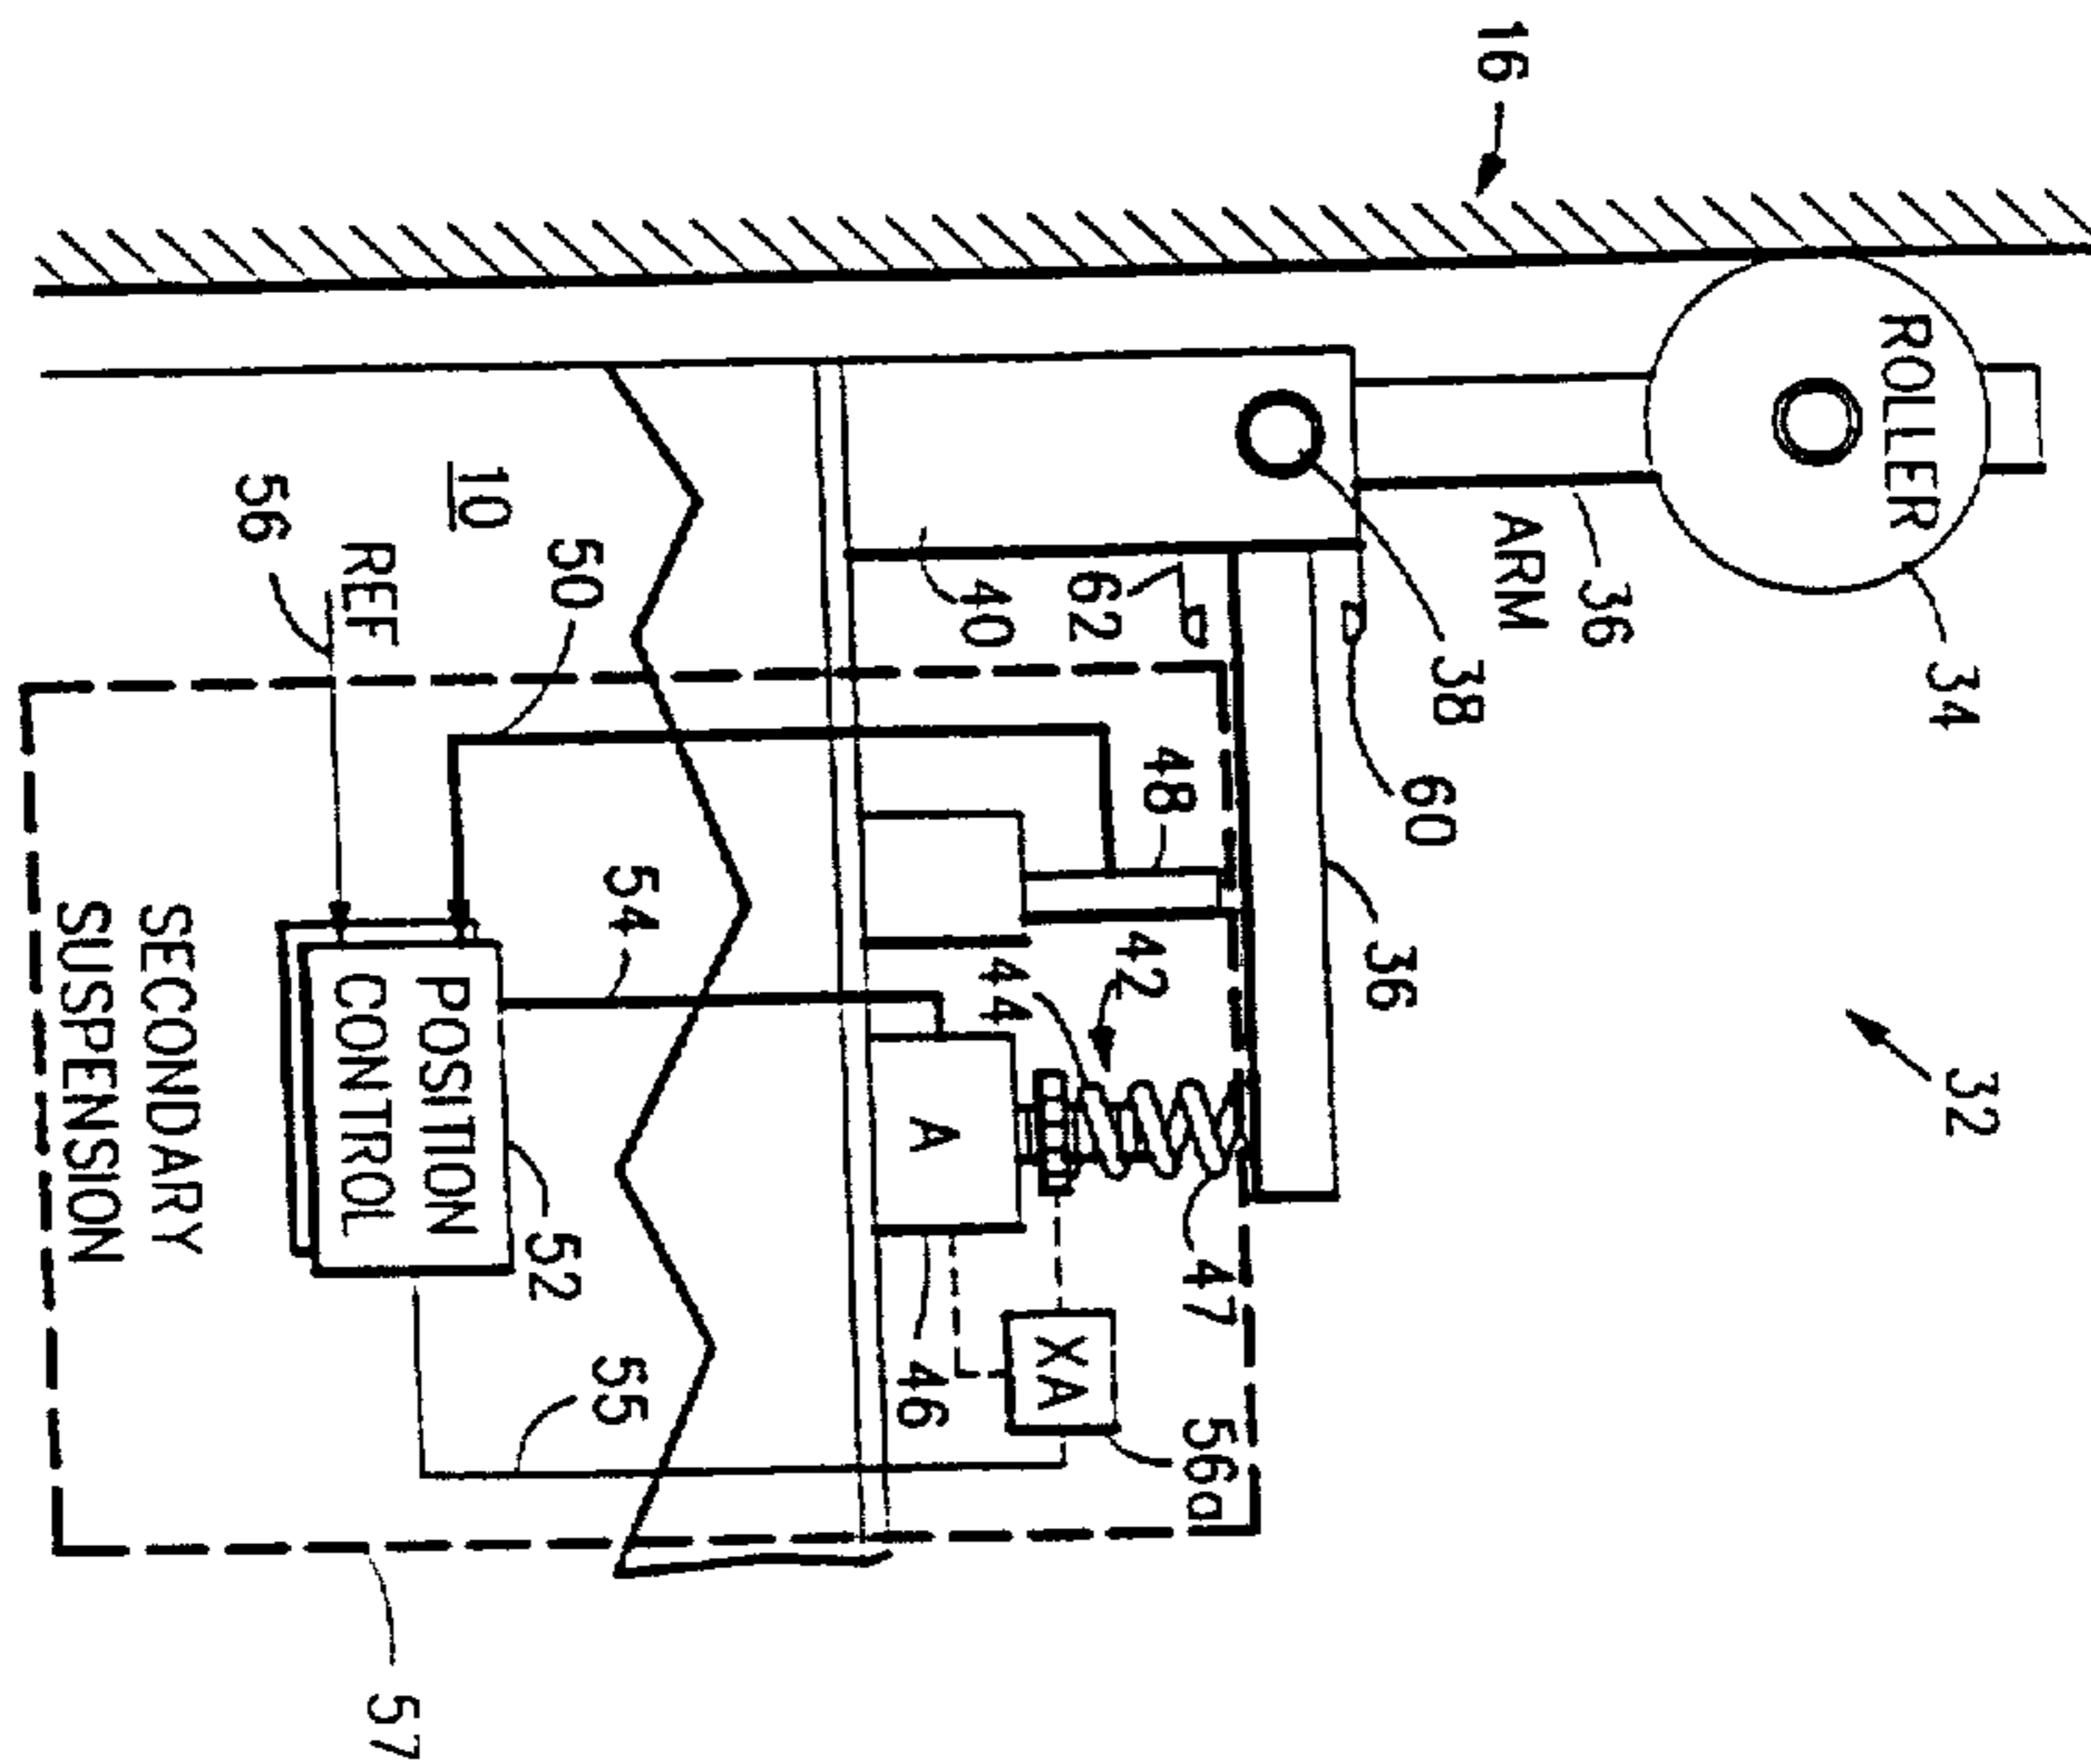 32
34
ROLLER
36
ARM
16
38
60
36
62
40
48
42
44
47
56a
XA
A
46
50
54
55
10
52
REF
56
POSITION
CONTROL
SECONDARY
SUSPENSION
57